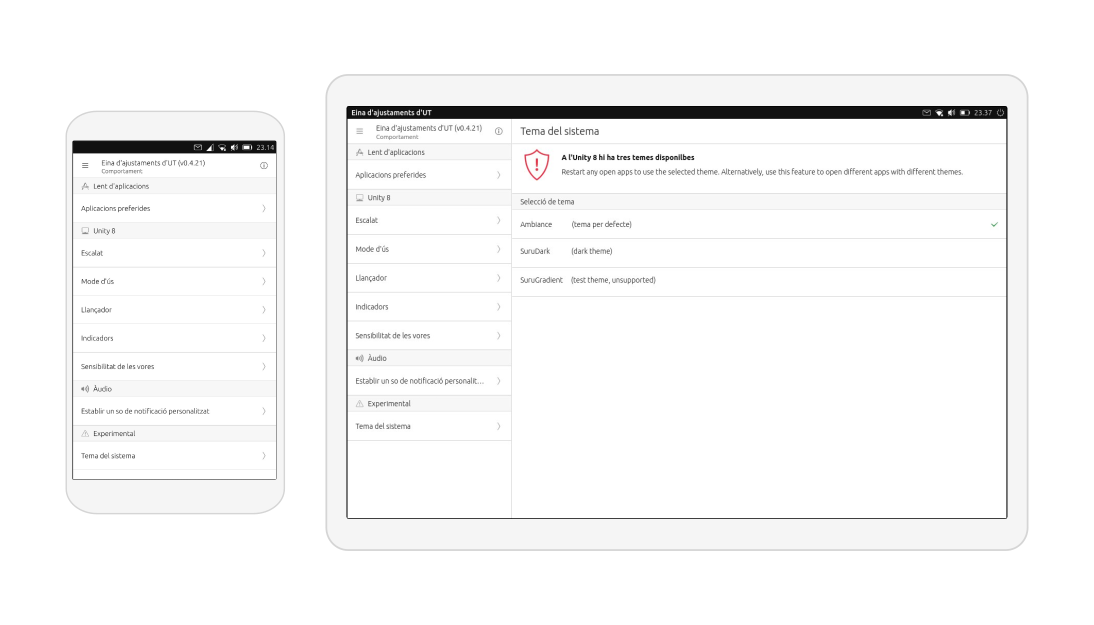 23.14
Eina d'ajustaments d'UT (v0.4.21)
Comportament
Lent d'aplicacions
Aplicacions preferides
Unity 8
Escalat
Mode d'ús
Llançador
Indicadors
Sensibilitat de les vores
Àudio
Establir un so de notificació personalitzat
Experimental
Tema del sistema
Eina d'ajustaments d'UT
23.37
Eina d'ajustaments d'UT (v0.4.21)
Comportament
Lent d'aplicacions
Aplicacions preferides
Unity 8
Escalat
Mode d'ús
Llançador
Indicadors
Sensibilitat de les vores
Àudio
Establir un so de notificació personalit...
Experimental
Tema del sistema
Tema del sistema
A l'Unity 8 hi ha tres temes disponilbes
Restart any open apps to use the selected theme. Alternatively, use this feature to open different apps with different themes.
Selecció de tema
Ambiance (tema per defecte)
SuruDark (dark theme)
SuruGradient (test theme, unsupported)